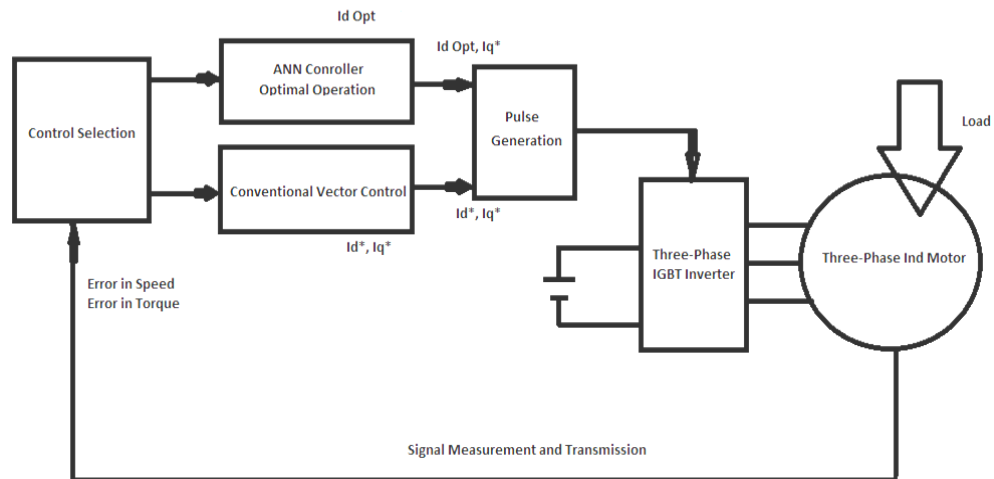 Id Opt
ANN Conroller
Optimal Operation
Id Opt, Iq*
Control Selection
Pulse
Generation
Load
Conventional Vector Control
Id*, Iq*
Id*, Iq*
Three-Phase
IGBT Inverter
Three-Phase Ind Motor
Error in Speed
Error in Torque
Signal Measurement and Transmission